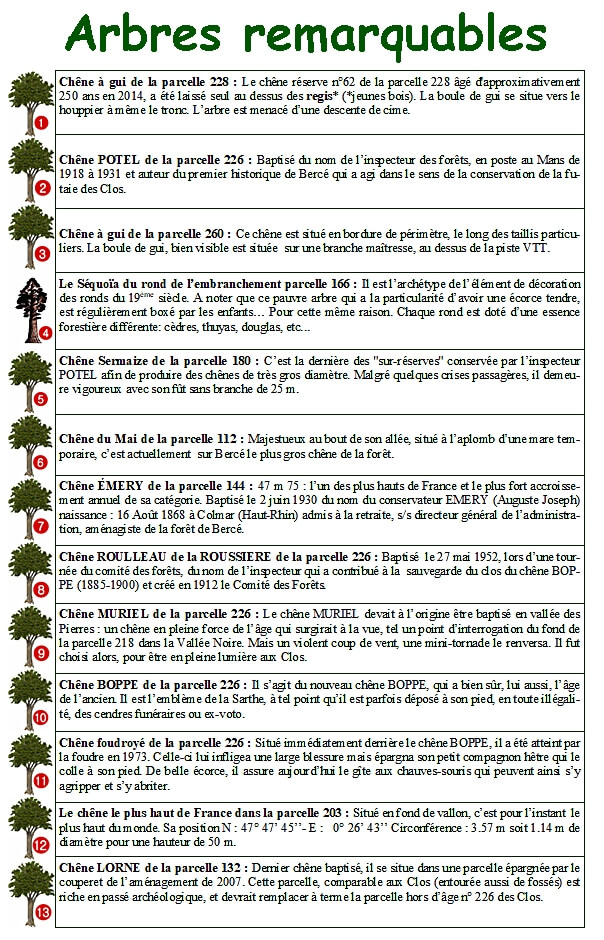 Arbres remarquables
1
Chêne à gui de la parcelle 228 : Le chêne réserve n°62 de la parcelle 228 âgé d'approximativement
250 ans en 2014, a été laissé seul au dessus des regis* (*jeunes bois). La boule de gui se situe vers le
houppier à même le tronc. L'arbre est menacé d'une descente de cime.
2
Chêne POTEL de la parcelle 226 : Baptisé du nom de l'inspecteur des forêts, en poste au Mans de
1918 à 1931 et auteur du premier historique de Bercé qui a agi dans le sens de la conservation de la fu-
taie des Clos.
3
Chêne à gui de la parcelle 260 : Ce chêne est situé en bordure de périmètre, le long des taillis particu-
liers. La boule de gui, bien visible est située sur une branche maîtresse, au dessus de la piste VTT.
4
Le Séquoïa du rond de l'embranchement parcelle 166 : Il est l'archétype de l'élément de décoration
des ronds du 19ème siècle. A noter que ce pauvre arbre qui a la particularité d'avoir une écorce tendre,
est régulièrement boxé par les enfants… Pour cette même raison. Chaque rond est doté d'une essence
forestière différente: cèdres, thuyas, douglas, etc...
5
Chêne Sermaize de la parcelle 180 : C'est la dernière des "sur-réserves" conservée par l'inspecteur
POTEL afin de produire des chênes de très gros diamètre. Malgré quelques crises passagères, il demeu-
re vigoureux avec son fût sans branche de 25 m.
6
Chêne du Mai de la parcelle 112 : Majestueux au bout de son allée, situé à l'aplomb d'une mare tem-
poraire, c'est actuellement sur Bercé le plus gros chêne de la forêt.
7
Chêne ÉMERY de la parcelle 144 : 47 m 75 : l'un des plus hauts de France et le plus fort accroisse-
ment annuel de sa catégorie. Baptisé le 2 juin 1930 du nom du conservateur EMERY (Auguste Joseph)
naissance : 16 Août 1868 à Colmar (Haut-Rhin) admis à la retraite, s/s directeur général de l'administra-
tion, aménagiste de la forêt de Bercé.
8
Chêne ROULLEAU de la ROUSSIERE de la parcelle 226 : Baptisé le 27 mai 1952, lors d'une tour-
née du comité des forêts, du nom de l'inspecteur qui a contribué à la sauvegarde du clos du chêne BOP-
PE (1885-1900) et créé en 1912 le Comité des Forêts.
9
Chêne MURIEL de la parcelle 226 : Le chêne MURIEL devait à l'origine être baptisé en vallée des
Pierres : un chêne en pleine force de l'âge qui surgirait à la vue, tel un point d'interrogation du fond de
la parcelle 218 dans la Vallée Noire. Mais un violent coup de vent, une mini-tornade le renversa. Il fut
choisi alors, pour être en pleine lumière aux Clos.
10
Chêne BOPPE de la parcelle 226 : Il s'agit du nouveau chêne BOPPE, qui a bien sûr, lui aussi, l'âge
de l'ancien. Il est l'emblème de la Sarthe, à tel point qu'il est parfois déposé à son pied, en toute illégali-
té, des cendres funéraires ou ex-voto.
11
Chêne foudroyé de la parcelle 226 : Situé immédiatement derrière le chêne BOPPE, il a été atteint par
la foudre en 1973. Celle-ci lui infligea une large blessure mais épargna son petit compagnon hêtre qui le
colle à son pied. De belle écorce, il assure aujourd'hui le gîte aux chauves-souris qui peuvent ainsi s'y
agripper et s'y abriter.
12
Le chêne le plus haut de France dans la parcelle 203 : Situé en fond de vallon, c'est pour l'instant le
plus haut du monde. Sa position N : 47° 47' 45''- E : 0° 26' 43'' Circonférence : 3.57 m soit 1.14 m de
diamètre pour une hauteur de 50 m.
13
Chêne LORNE de la parcelle 132 : Dernier chêne baptisé, il se situe dans une parcelle épargnée par le
couperet de l'aménagement de 2007. Cette parcelle, comparable aux Clos (entourée aussi de fossés) est
riche en passé archéologique, et devrait remplacer à terme la parcelle hors d'âge n° 226 des Clos.